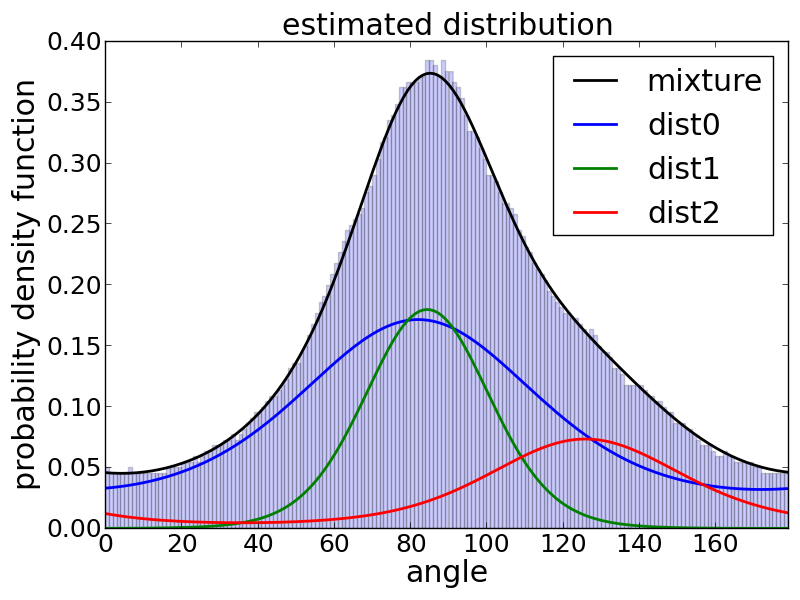 estimated distribution
probability density function
0.40
0.35
0.30
0.25
0.20
0.15
0.10
0.05
0.00
mixture
dist0
dist1
dist2
0 20 40 60 80 100 120 140 160
angle